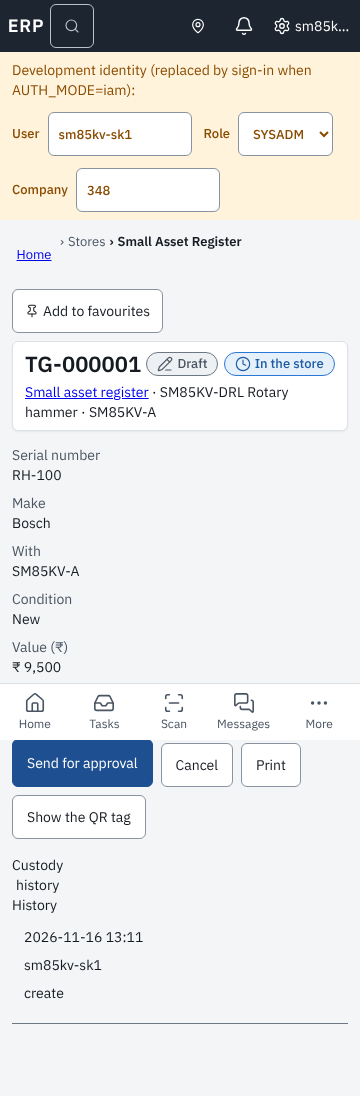 ERP
sm85k...
Development identity (replaced by sign-in when
AUTH_MODE=iam):
User sm85kv-sk1 Role SYSADM
Company 348
Home › Stores › Small Asset Register
Add to favourites
TG-000001 Draft In the store
Small asset register · SM85KV-DRL Rotary
hammer · SM85KV-A
Serial number
RH-100
Make
Bosch
With
SM85KV-A
Condition
New
Value (₹)
₹ 9,500
Home Tasks Scan Messages More
Send for approval Cancel Print
Show the QR tag
Custody
history
History
2026-11-16 13:11
sm85kv-sk1
create